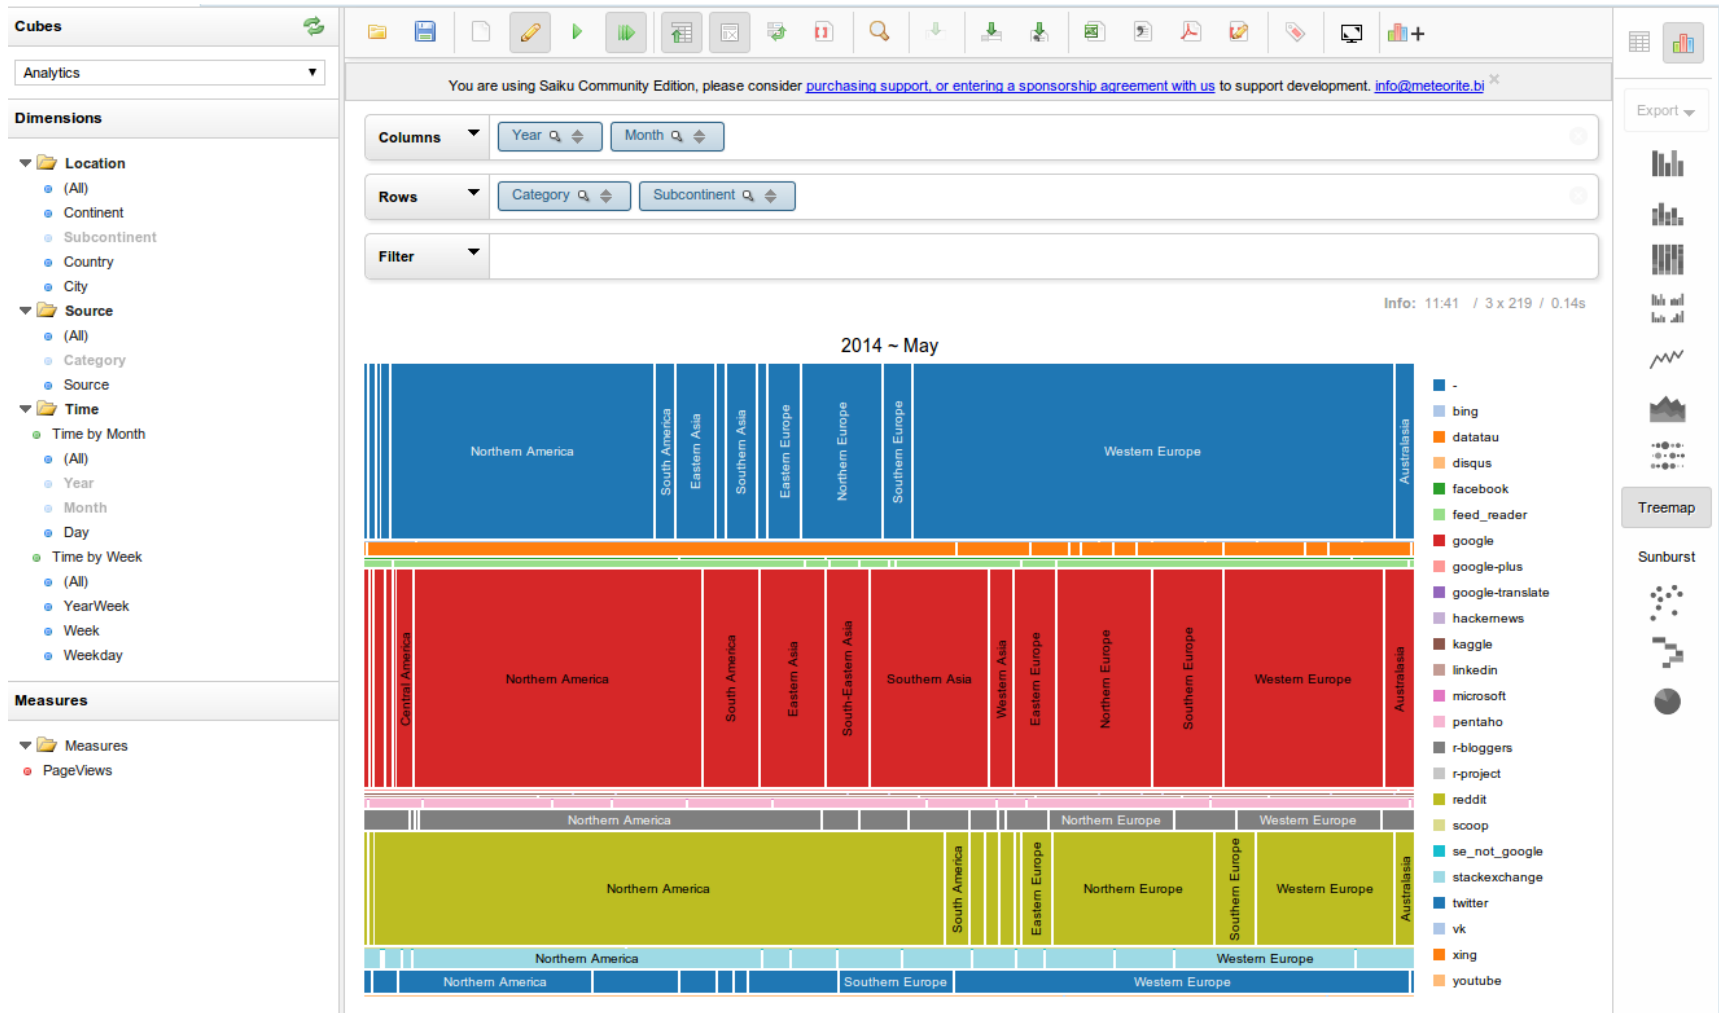 Cubes
Analytics
Dimensions
Location
(All)
Continent
Subcontinent
Country
City
Source
(All)
Category
Source
Time
Time by Month
(All)
Year
Month
Day
Time by Week
(All)
YearWeek
Week
Weekday
Measures
Measures
PageViews
You are using Saiku Community Edition, please consider purchasing support, or entering a sponsorship agreement with us to support development. info@meteorite.bi
Columns Year Month
Rows Category Subcontinent
Filter
Info: 11:41 / 3 x 219 / 0.14s
2014 ~ May
Northern America South America Eastern Asia Southern Asia Eastern Europe Northern Europe Southern Europe Western Europe Australasia
Central America Northern America South America Eastern Asia South-Eastern Asia Southern Asia Western Asia Eastern Europe Northern Europe Southern Europe Western Europe Australasia
Northern America Northern Europe Western Europe
Northern America South America Eastern Europe Northern Europe Southern Europe Western Europe Australasia
Northern America Western Europe
Northern America Southern Europe Western Europe
-
bing
datatau
disqus
facebook
feed_reader
google
google-plus
google-translate
hackernews
kaggle
linkedin
microsoft
pentaho
r-bloggers
r-project
reddit
scoop
se_not_google
stackexchange
twitter
vk
xing
youtube
Export
Treemap
Sunburst